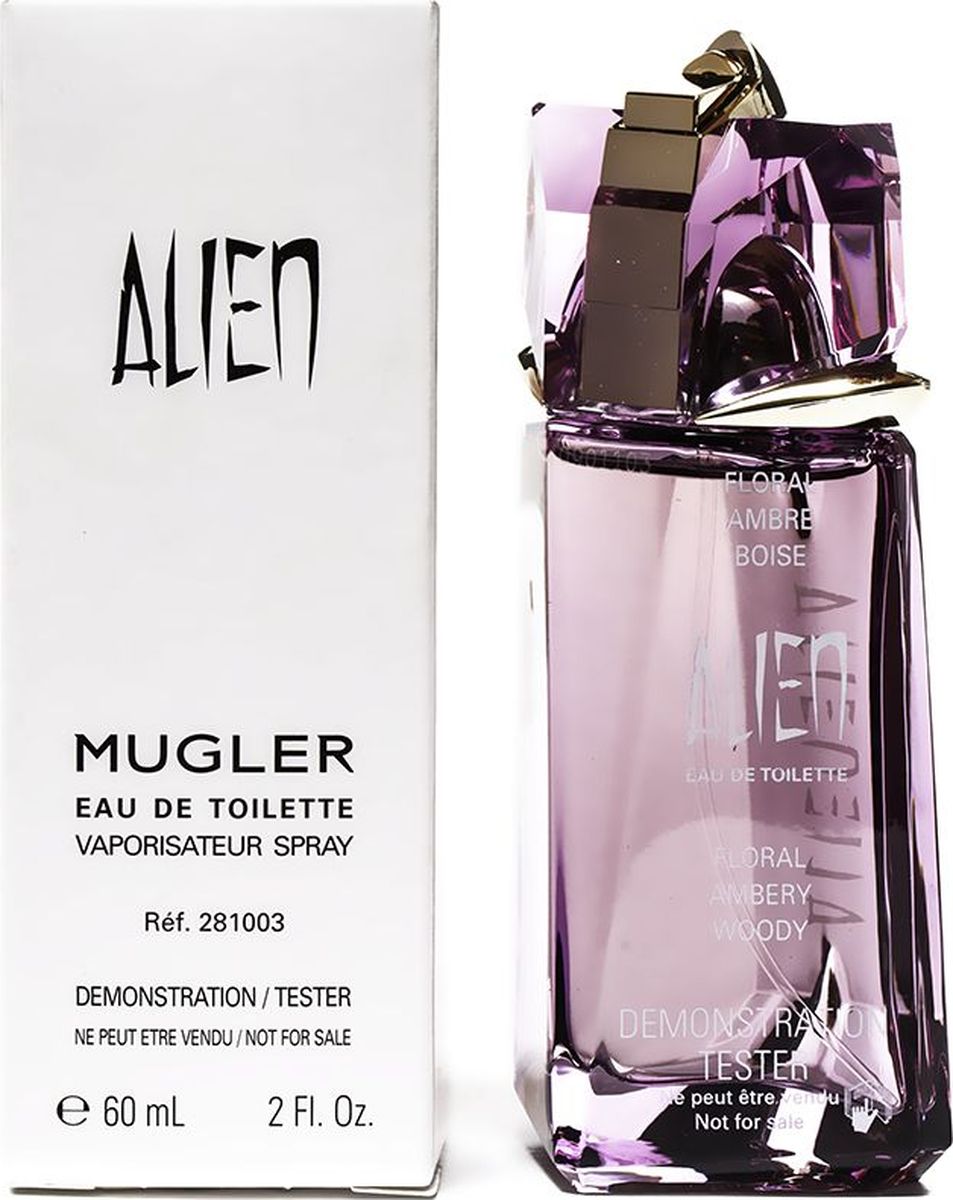 ALIEN
MUGLER
EAU DE TOILETTE
VAPORISATEUR SPRAY
Réf. 281003
DEMONSTRATION / TESTER
NE PEUT ETRE VENDU / NOT FOR SALE
℮ 60 mL 2 Fl. Oz.
FLORAL
AMBRE
BOISE
ALIEN
EAU DE TOILETTE
FLORAL
AMBERY
WOODY
DEMONSTRATION
TESTER
Ne peut être vendu
Not for sale
ALIEN